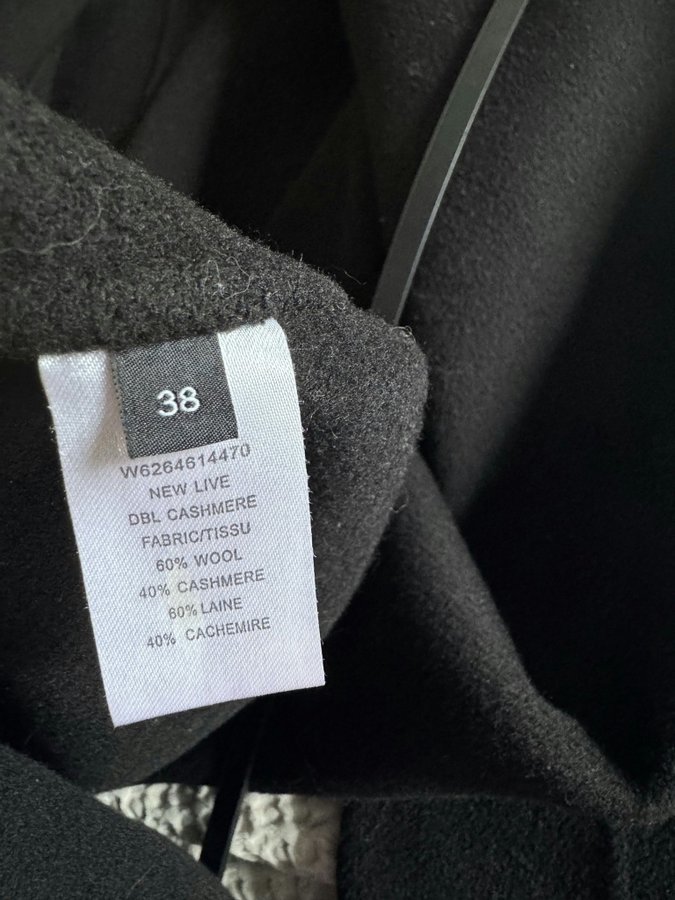 38
W6264614470
NEW LIVE
DBL CASHMERE
FABRIC/TISSU
60% WOOL
40% CASHMERE
60% LAINE
40% CACHEMIRE